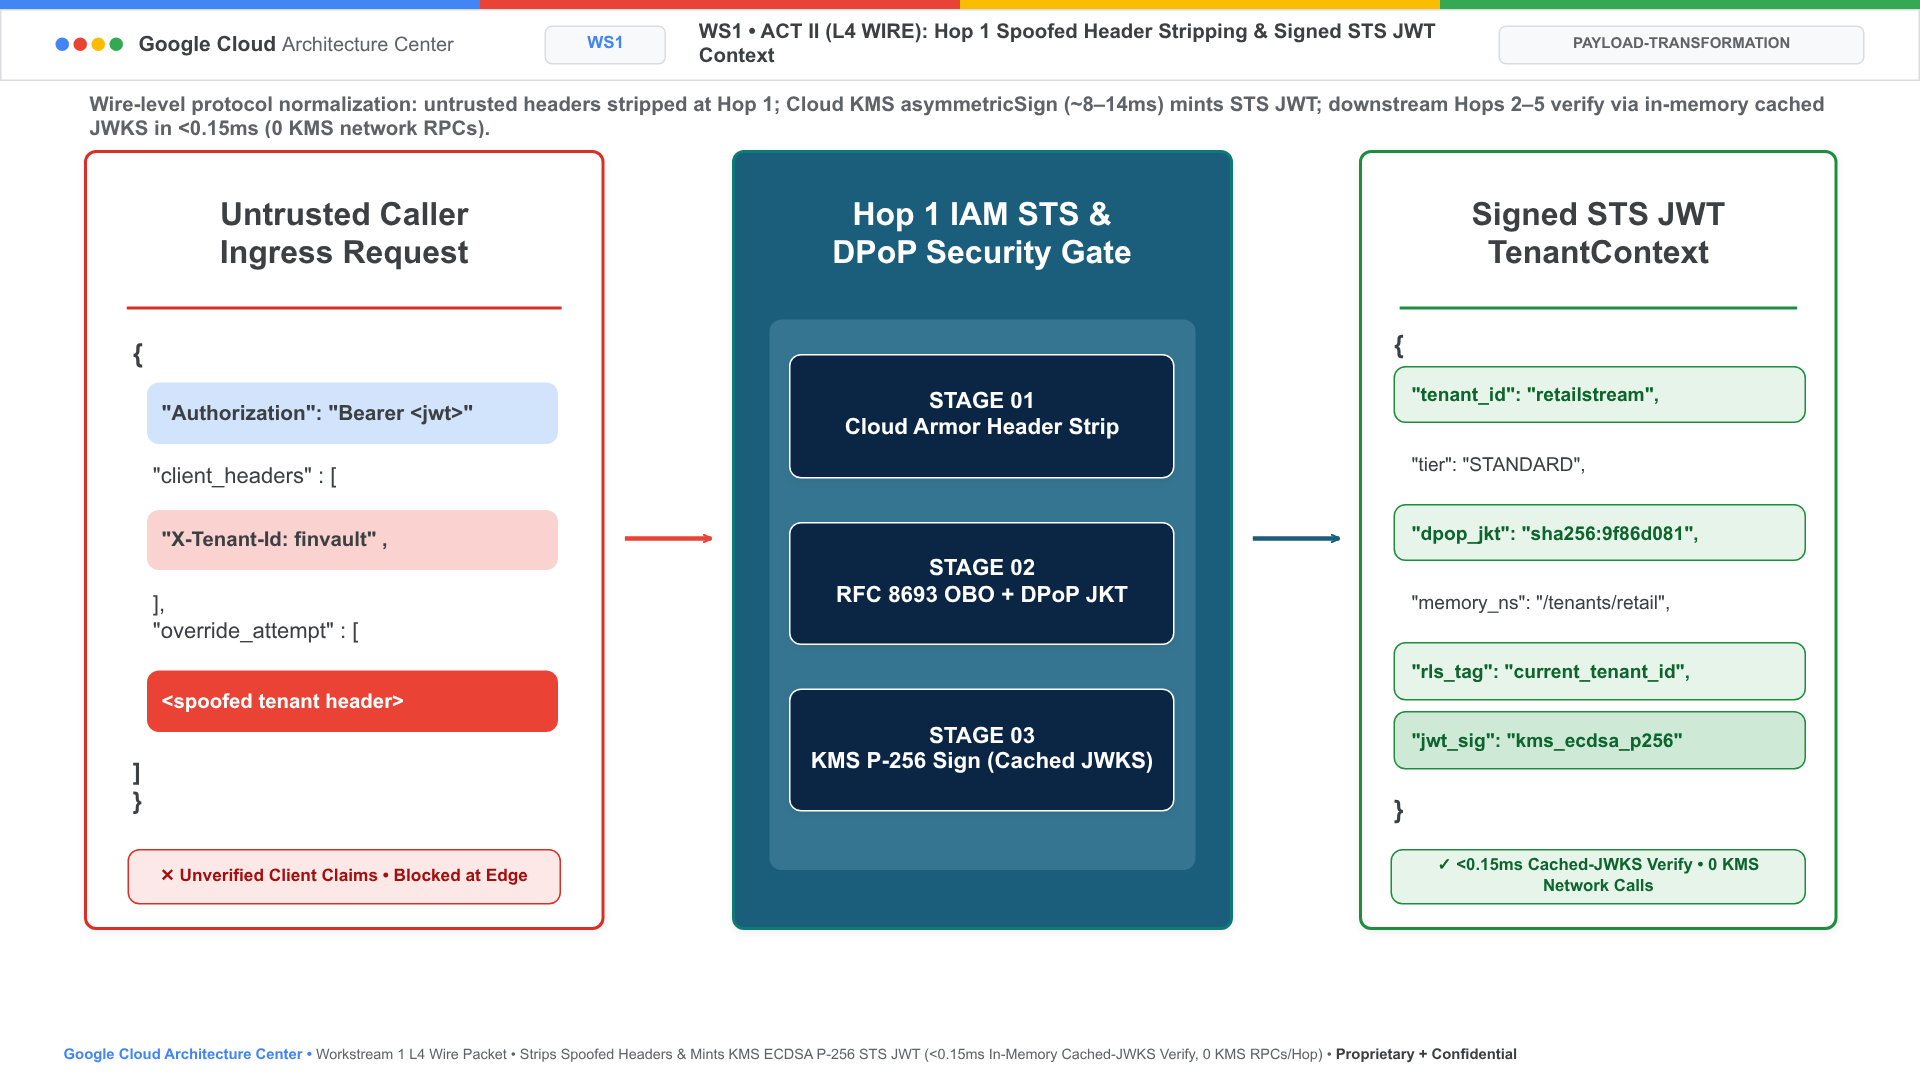 Google Cloud Architecture Center
WS1
WS1 • ACT II (L4 WIRE): Hop 1 Spoofed Header Stripping & Signed STS JWT
Context
PAYLOAD-TRANSFORMATION
Wire-level protocol normalization: untrusted headers stripped at Hop 1; Cloud KMS asymmetricSign (~8–14ms) mints STS JWT; downstream Hops 2–5 verify via in-memory cached
JWKS in <0.15ms (0 KMS network RPCs).
Untrusted Caller
Ingress Request
{
"Authorization": "Bearer <jwt>"
"client_headers" : [
"X-Tenant-Id: finvault" ,
],
"override_attempt" : [
<spoofed tenant header>
]
}
✕ Unverified Client Claims • Blocked at Edge
Hop 1 IAM STS &
DPoP Security Gate
STAGE 01
Cloud Armor Header Strip
STAGE 02
RFC 8693 OBO + DPoP JKT
STAGE 03
KMS P-256 Sign (Cached JWKS)
Signed STS JWT
TenantContext
{
"tenant_id": "retailstream",
"tier": "STANDARD",
"dpop_jkt": "sha256:9f86d081",
"memory_ns": "/tenants/retail",
"rls_tag": "current_tenant_id",
"jwt_sig": "kms_ecdsa_p256"
}
✓ <0.15ms Cached-JWKS Verify • 0 KMS
Network Calls
Google Cloud Architecture Center • Workstream 1 L4 Wire Packet • Strips Spoofed Headers & Mints KMS ECDSA P-256 STS JWT (<0.15ms In-Memory Cached-JWKS Verify, 0 KMS RPCs/Hop) • Proprietary + Confidential